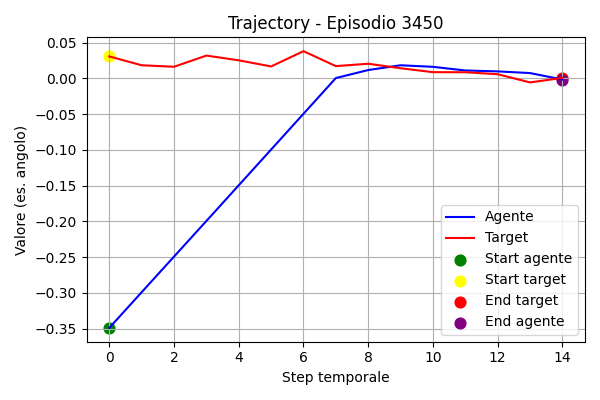 Trajectory - Episodio 3450
Valore (es. angolo)
0.05
0.00
−0.05
−0.10
−0.15
−0.20
−0.25
−0.30
−0.35
0 2 4 6 8 10 12 14
Step temporale
Agente
Target
Start agente
Start target
End target
End agente